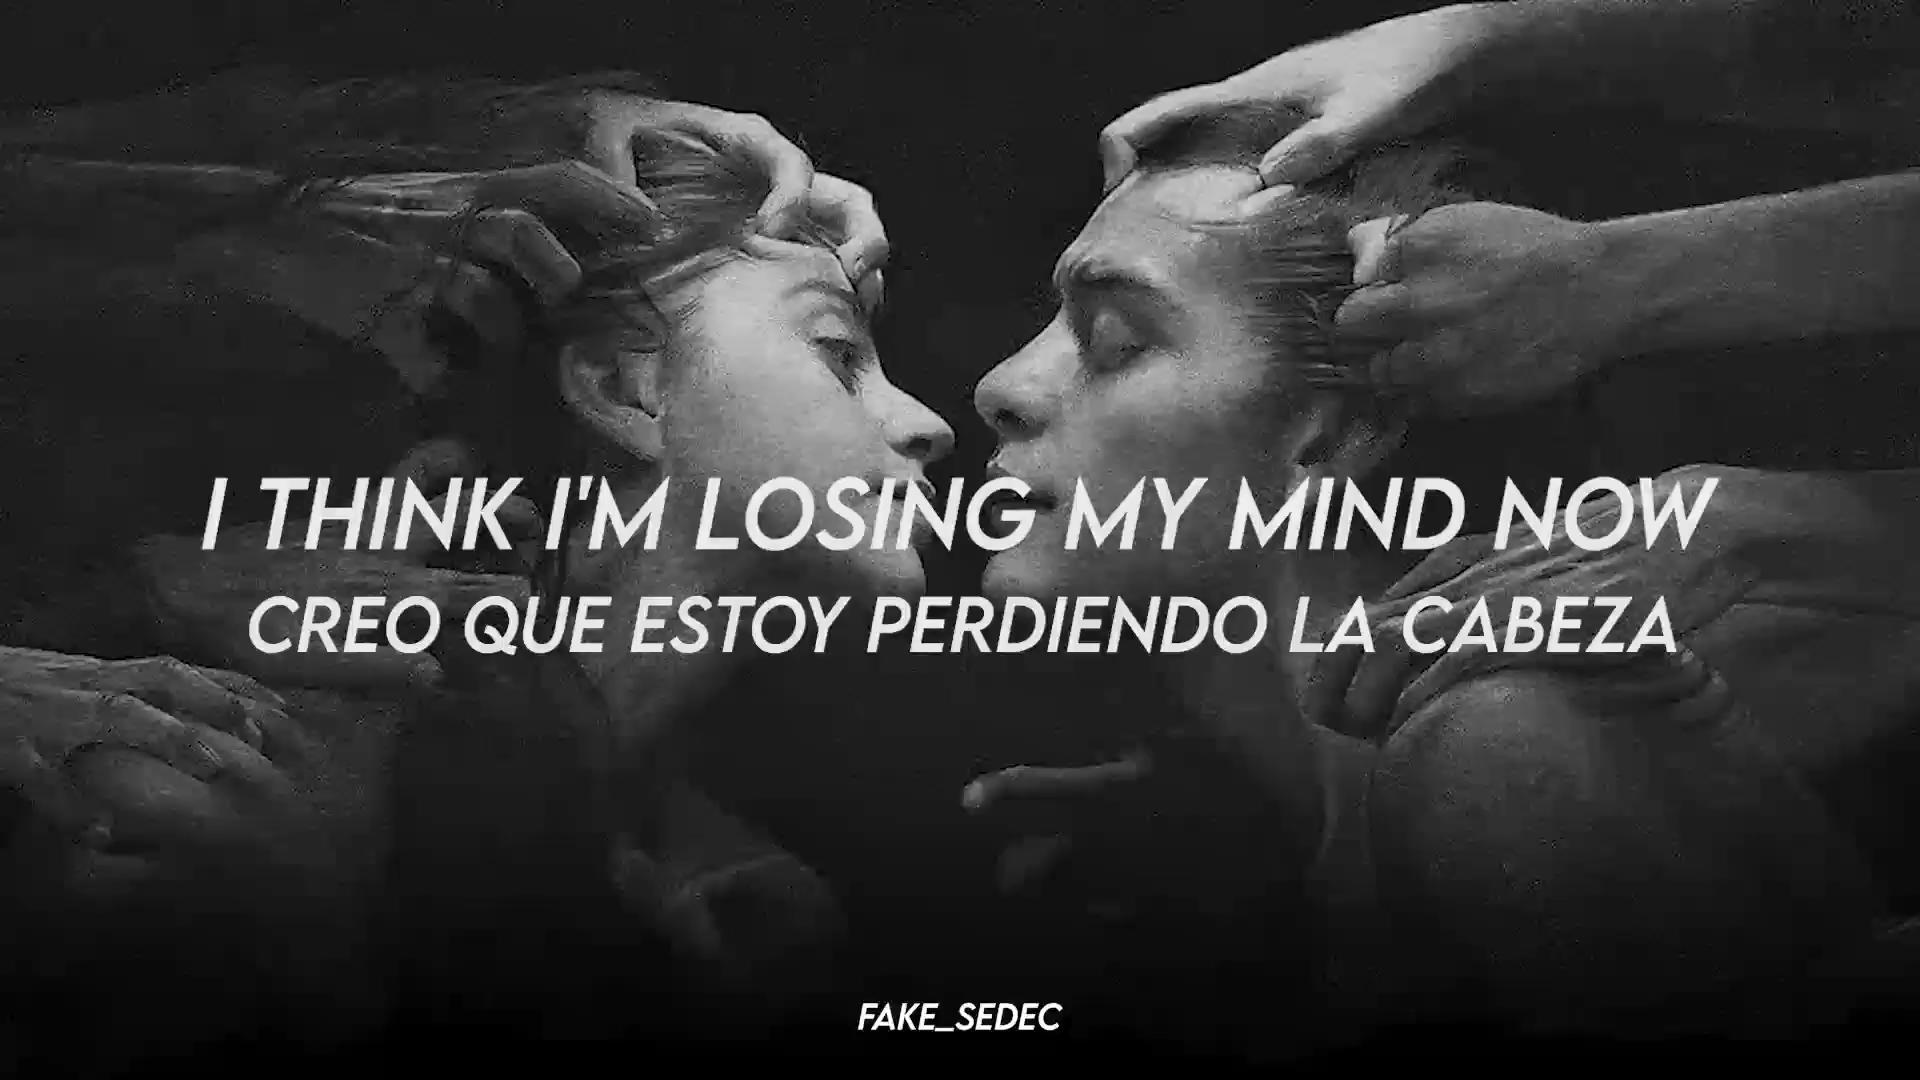 I THINK I'M LOSING MY MIND NOW
CREO QUE ESTOY PERDIENDO LA CABEZA
FAKE_SEDEC